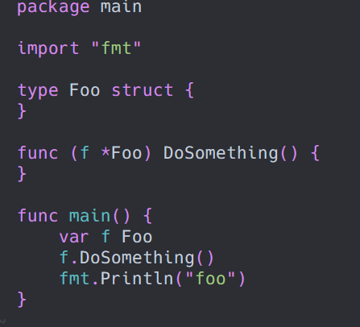 package main
import "fmt"
type Foo struct {
}
func (f *Foo) DoSomething() {
}
func main() {
    var f Foo
    f.DoSomething()
    fmt.Println("foo")
}